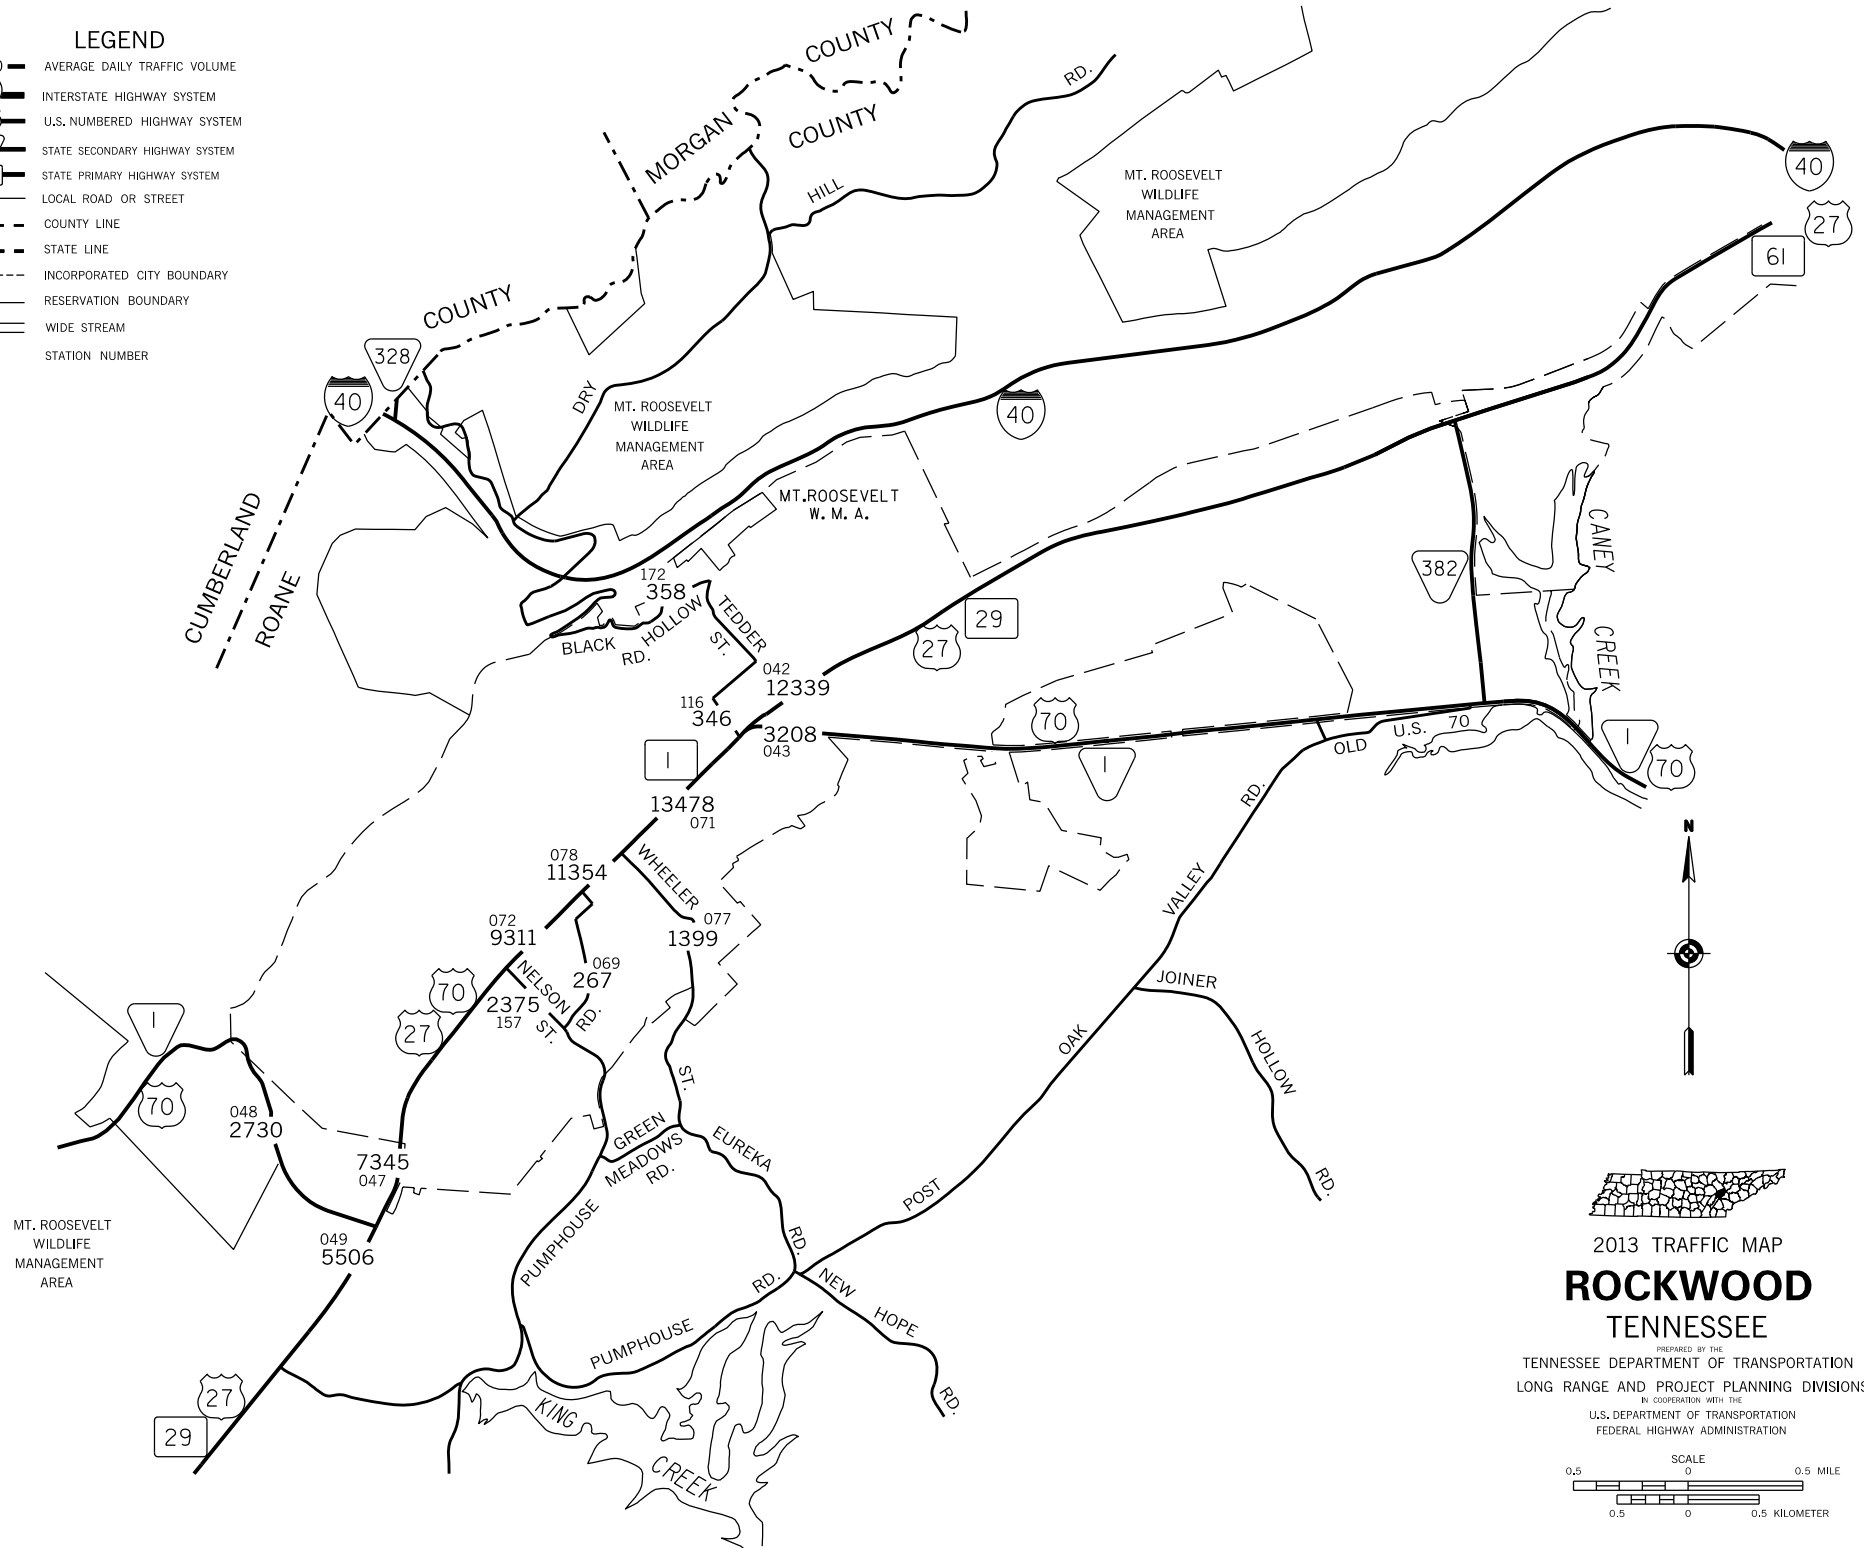 LEGEND
AVERAGE DAILY TRAFFIC VOLUME
INTERSTATE HIGHWAY SYSTEM
U.S. NUMBERED HIGHWAY SYSTEM
STATE SECONDARY HIGHWAY SYSTEM
STATE PRIMARY HIGHWAY SYSTEM
LOCAL ROAD OR STREET
COUNTY LINE
STATE LINE
INCORPORATED CITY BOUNDARY
RESERVATION BOUNDARY
WIDE STREAM
STATION NUMBER
COUNTY
MORGAN
COUNTY
RD.
HILL
MT. ROOSEVELT
WILDLIFE
MANAGEMENT
AREA
40
27
61
COUNTY
328
40
DRY
MT. ROOSEVELT
WILDLIFE
MANAGEMENT
AREA
40
MT.ROOSEVELT
W. M. A.
CUMBERLAND
ROANE
CANEY
CREEK
382
172
358
BLACK
HOLLOW
RD.
TEDDER
ST.
29
27
042
12339
116
346
3208
043
70
1
OLD
U.S.
70
1
70
1
13478
071
WHEELER
078
11354
072
9311
077
1399
069
267
NELSON
ST.
2375
157
RD.
70
27
1
70
048
2730
7345
047
049
5506
ST.
GREEN
MEADOWS
RD.
EUREKA
RD.
PUMPHOUSE
PUMPHOUSE
RD.
NEW
HOPE
RD.
POST
OAK
VALLEY
RD.
JOINER
HOLLOW
RD.
KING
CREEK
27
29
MT. ROOSEVELT
WILDLIFE
MANAGEMENT
AREA
N
2013 TRAFFIC MAP
ROCKWOOD
TENNESSEE
PREPARED BY THE
TENNESSEE DEPARTMENT OF TRANSPORTATION
LONG RANGE AND PROJECT PLANNING DIVISIONS
IN COOPERATION WITH THE
U.S. DEPARTMENT OF TRANSPORTATION
FEDERAL HIGHWAY ADMINISTRATION
SCALE
0.5 0 0.5 MILE
0.5 0 0.5 KILOMETER